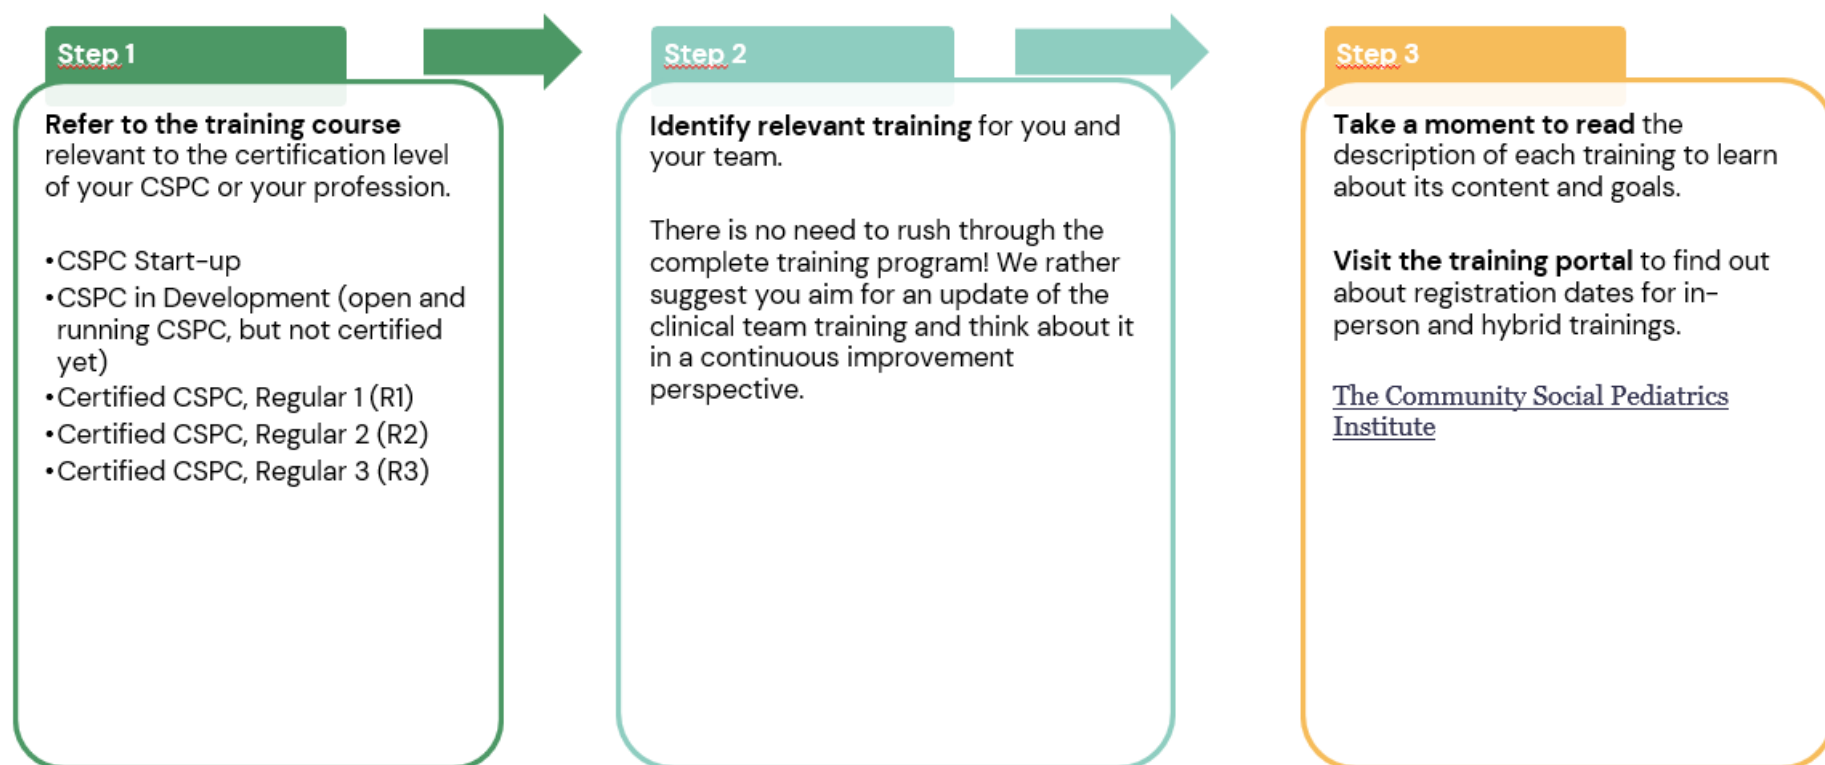 Step 1
Refer to the training course
relevant to the certification level
of your CSPC or your profession.
•CSPC Start-up
•CSPC in Development (open and
running CSPC, but not certified
yet)
•Certified CSPC, Regular 1 (R1)
•Certified CSPC, Regular 2 (R2)
•Certified CSPC, Regular 3 (R3)
Step 2
Identify relevant training for you and
your team.
There is no need to rush through the
complete training program! We rather
suggest you aim for an update of the
clinical team training and think about it
in a continuous improvement
perspective.
Step 3
Take a moment to read the
description of each training to learn
about its content and goals.
Visit the training portal to find out
about registration dates for in-
person and hybrid trainings.
The Community Social Pediatrics
Institute